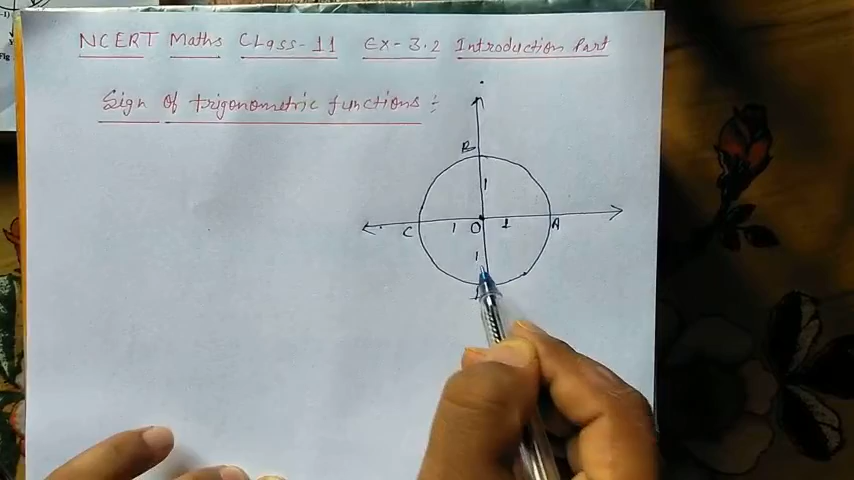 NCERT Maths Class-11 Ex-3.2 Introduction Part
Sign of trigonometric functions :
B
1
C 1 O 1 A
1